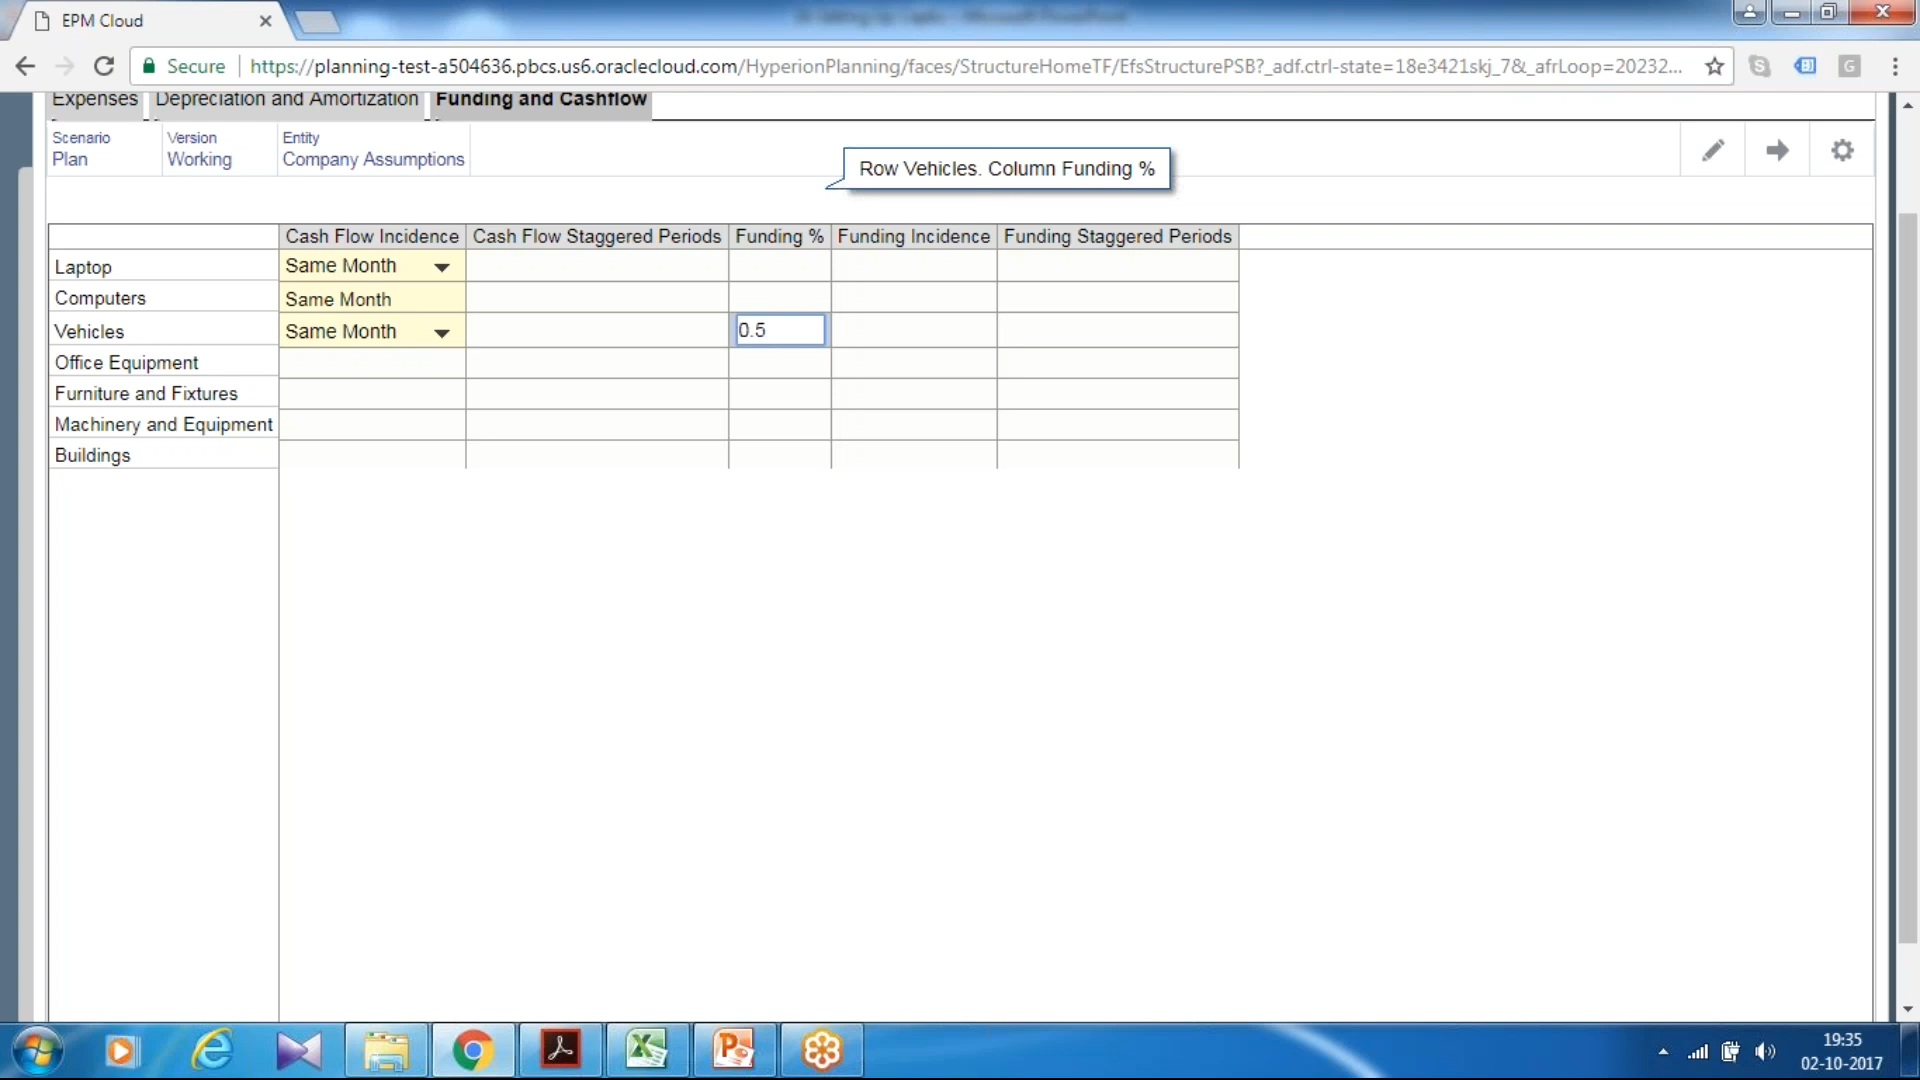 EPM Cloud
Secure https://planning-test-a504636.pbcs.us6.oraclecloud.com/HyperionPlanning/faces/StructureHomeTF/EfsStructurePSB?_adf.ctrl-state=18e3421skj_7&_afrLoop=20232...
Expenses Depreciation and Amortization Funding and Cashflow
Scenario Version Entity
Plan Working Company Assumptions
Row Vehicles. Column Funding %
Cash Flow Incidence Cash Flow Staggered Periods Funding % Funding Incidence Funding Staggered Periods
Laptop Same Month
Computers Same Month
Vehicles Same Month 0.5
Office Equipment
Furniture and Fixtures
Machinery and Equipment
Buildings
19:35
02-10-2017